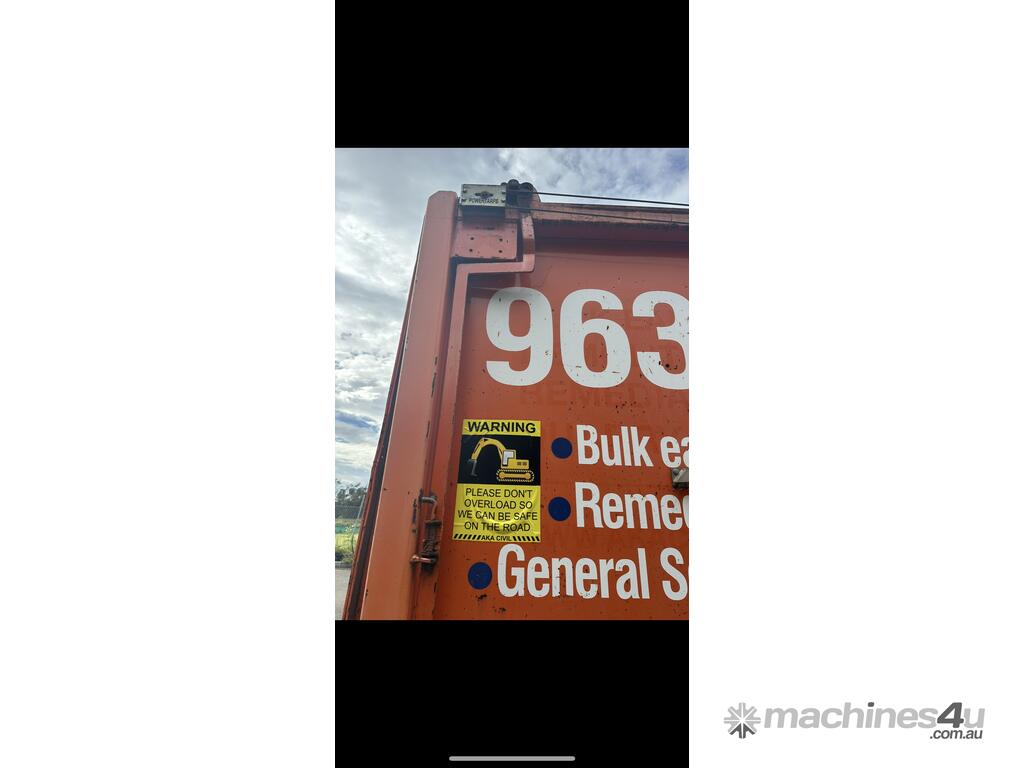 POWERTARPS
963
WARNING
PLEASE DON'T
OVERLOAD SO
WE CAN BE SAFE
ON THE ROAD
AKA CIVIL
Bulk ea
Remed
General S
machines4u
.com.au